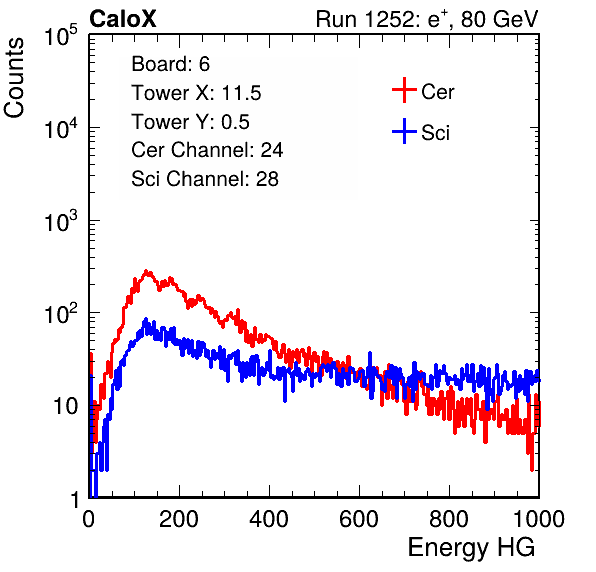 CaloX Run 1252: e+, 80 GeV
Counts
10^5
10^4
10^3
10^2
10
1
Board: 6
Tower X: 11.5
Tower Y: 0.5
Cer Channel: 24
Sci Channel: 28
Cer
Sci
0 200 400 600 800 1000
Energy HG